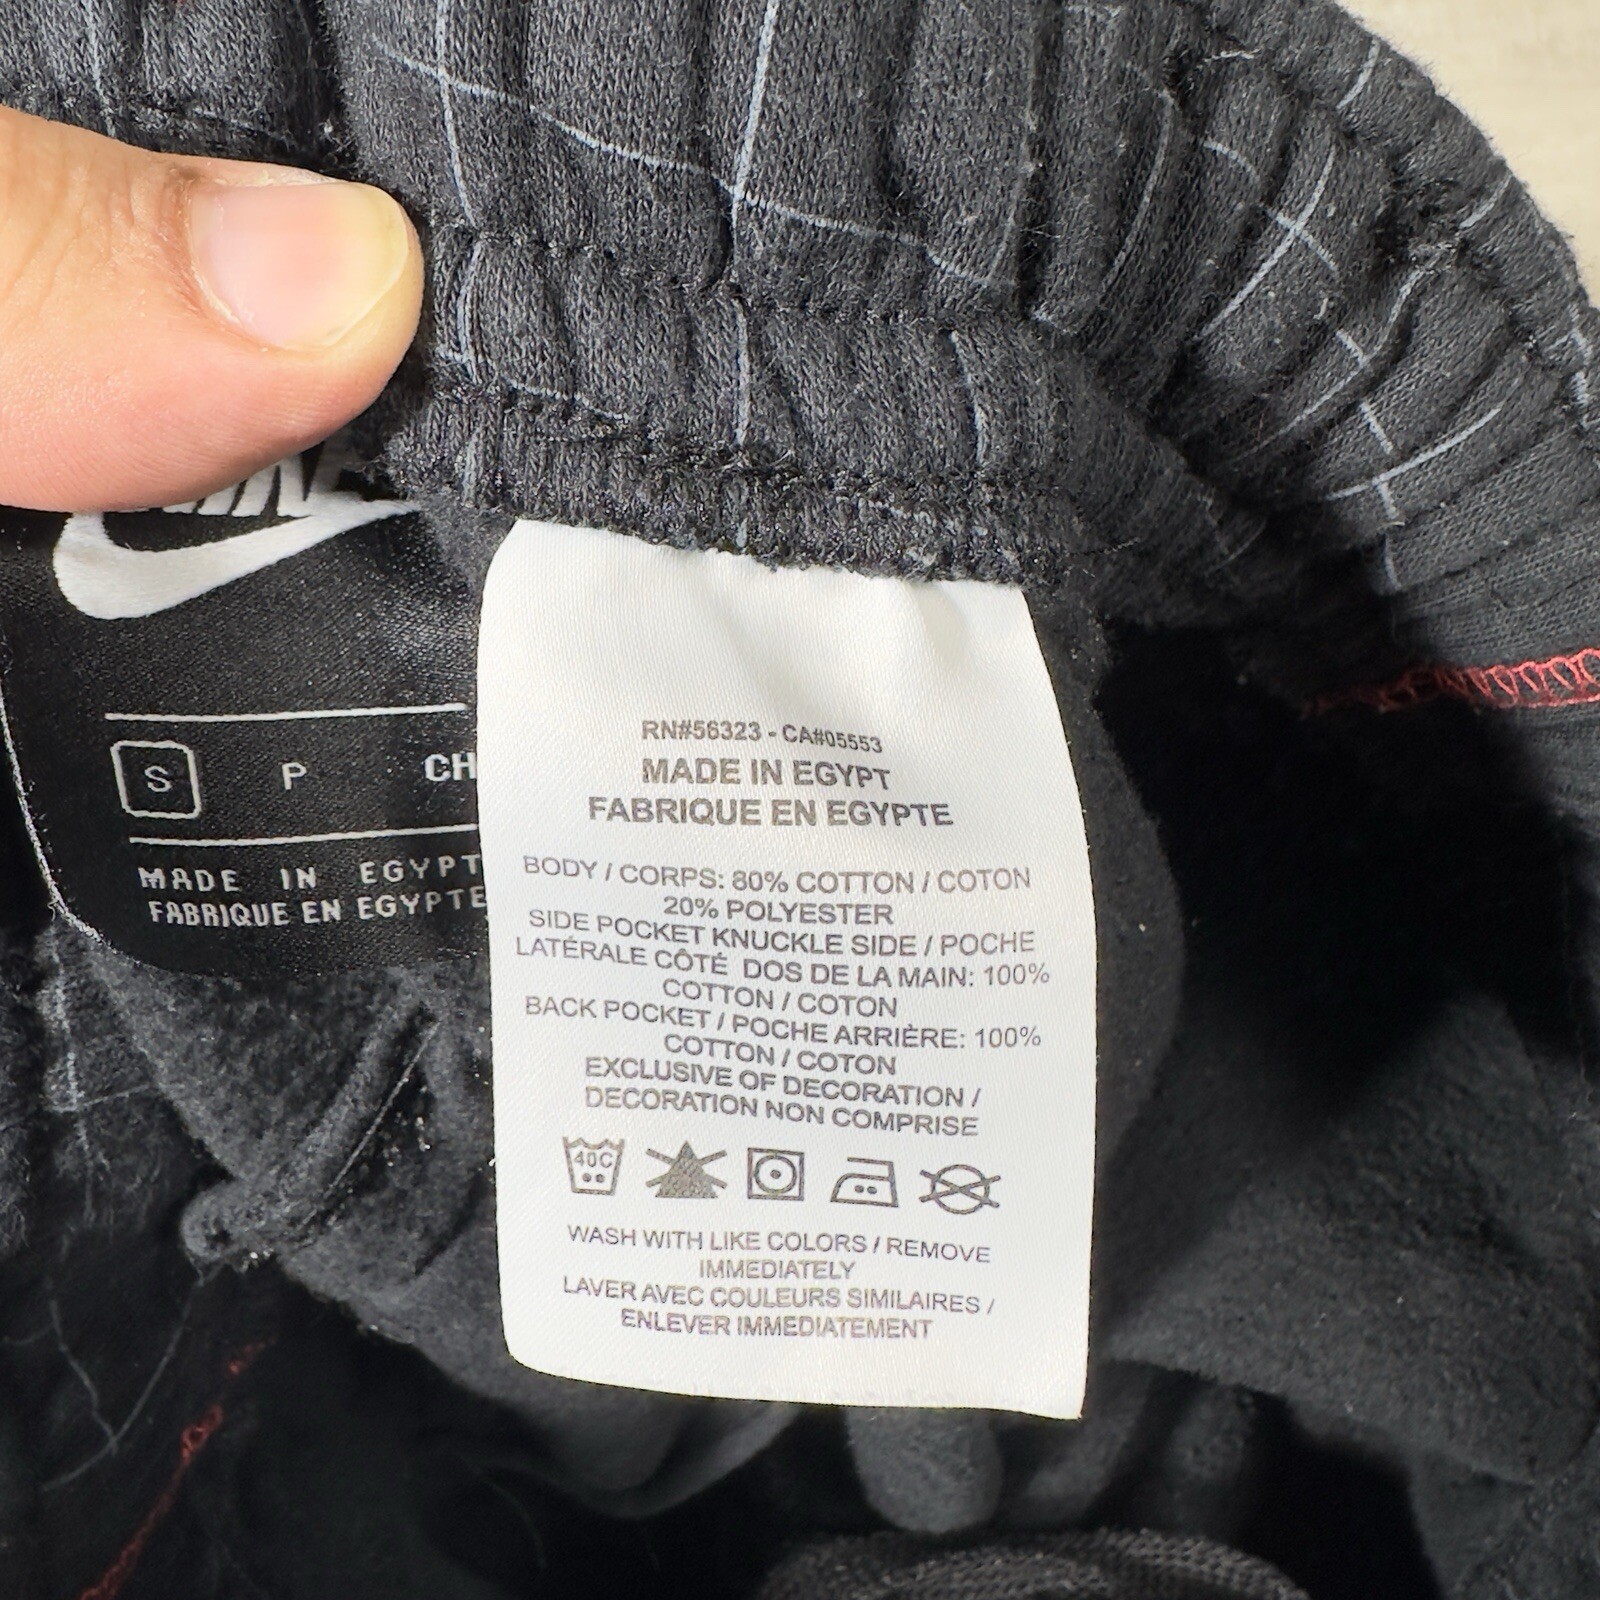 S P CH
MADE IN EGYPT
FABRIQUE EN EGYPTE
RN#56323 - CA#05553
MADE IN EGYPT
FABRIQUE EN EGYPTE
BODY / CORPS: 80% COTTON / COTON
20% POLYESTER
SIDE POCKET KNUCKLE SIDE / POCHE
LATÉRALE CÔTÉ DOS DE LA MAIN: 100%
COTTON / COTON
BACK POCKET / POCHE ARRIÈRE: 100%
COTTON / COTON
EXCLUSIVE OF DECORATION /
DECORATION NON COMPRISE
40C
WASH WITH LIKE COLORS / REMOVE
IMMEDIATELY
LAVER AVEC COULEURS SIMILAIRES /
ENLEVER IMMEDIATEMENT